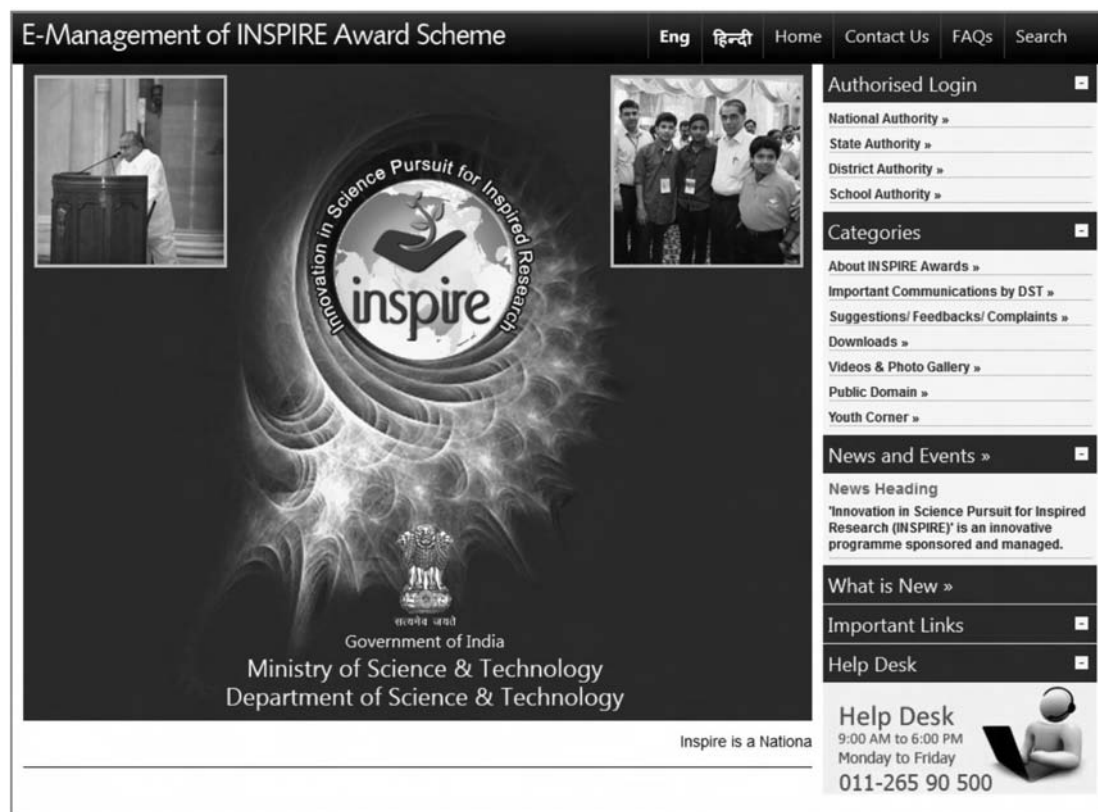 E-Management of INSPIRE Award Scheme
Eng हिन्दी Home Contact Us FAQs Search
Innovation in Science Pursuit for Inspired Research
inspire
सत्यमेव जयते
Government of India
Ministry of Science & Technology
Department of Science & Technology
Inspire is a Nationa
Authorised Login
National Authority »
State Authority »
District Authority »
School Authority »
Categories
About INSPIRE Awards »
Important Communications by DST »
Suggestions/ Feedbacks/ Complaints »
Downloads »
Videos & Photo Gallery »
Public Domain »
Youth Corner »
News and Events »
News Heading
'Innovation in Science Pursuit for Inspired
Research (INSPIRE)' is an innovative
programme sponsored and managed.
What is New »
Important Links
Help Desk
Help Desk
9:00 AM to 6:00 PM
Monday to Friday
011-265 90 500